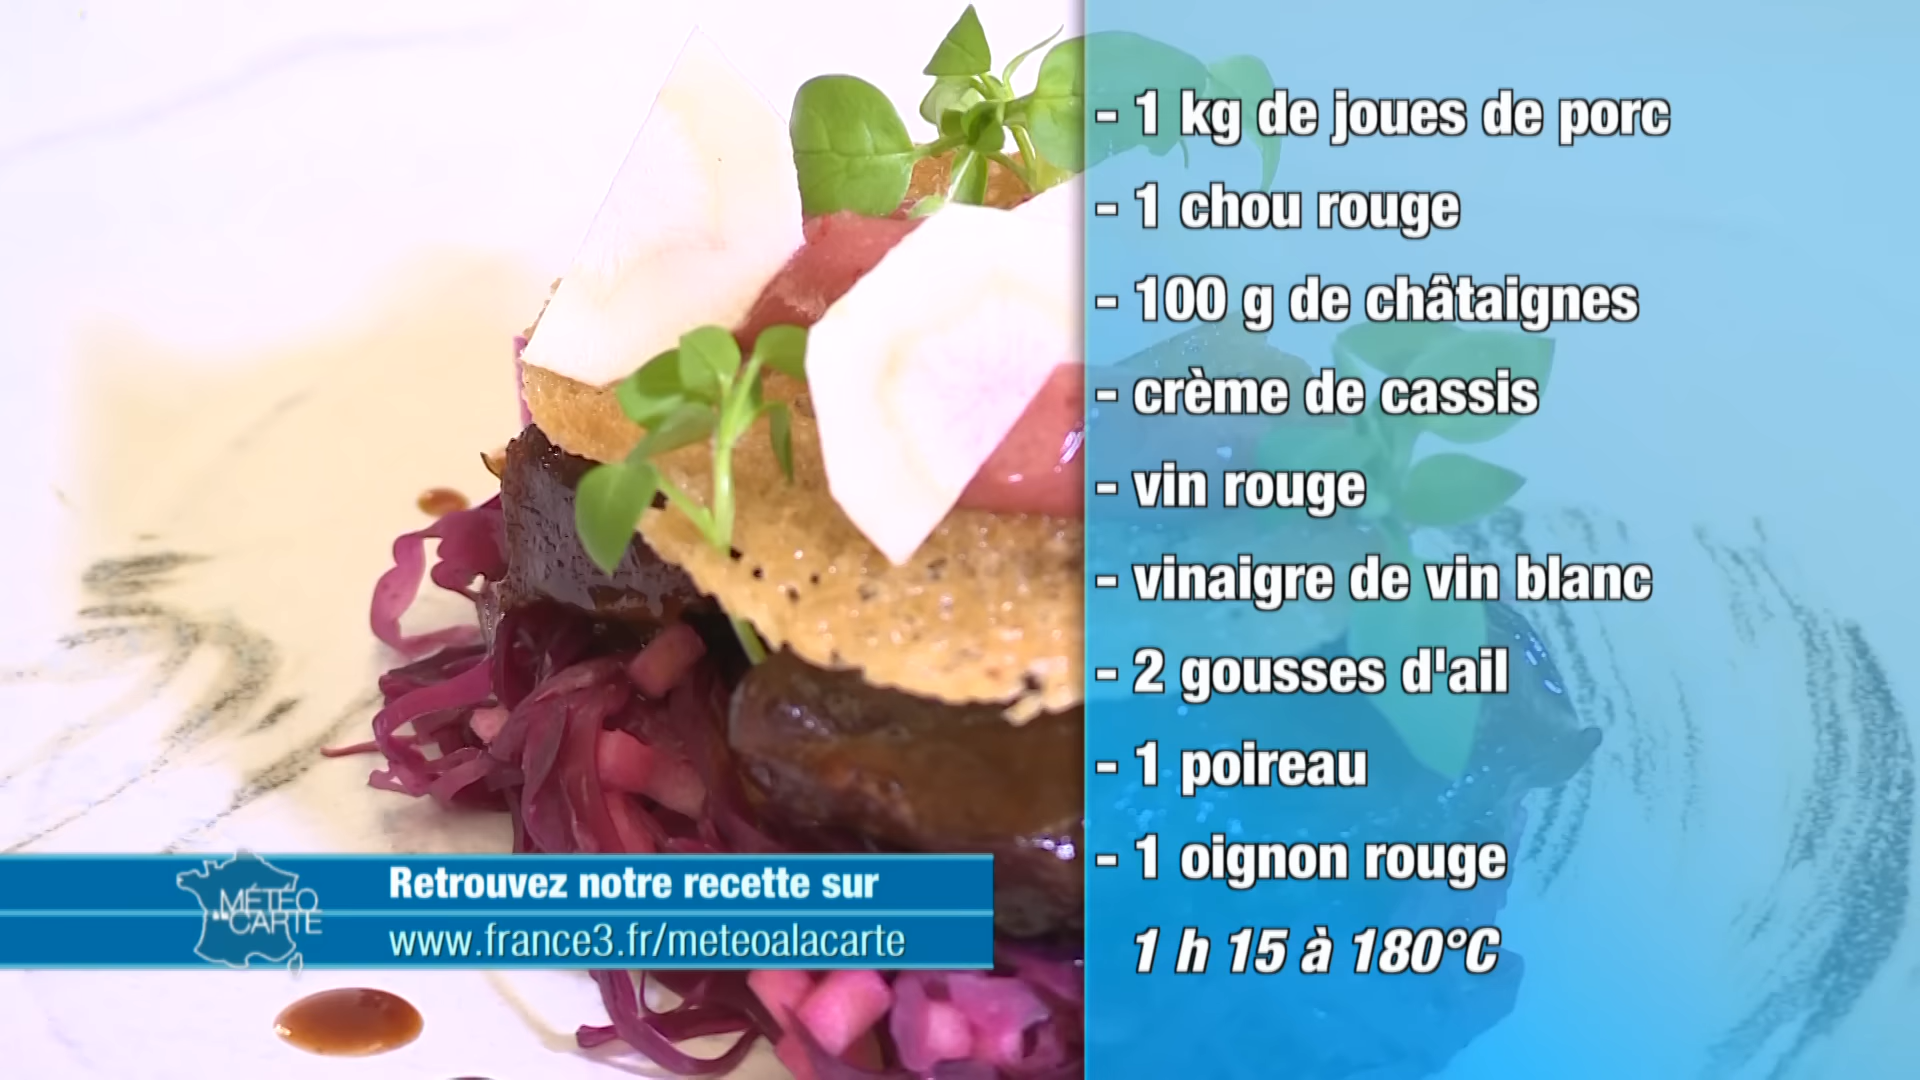 - 1 kg de joues de porc
- 1 chou rouge
- 100 g de châtaignes
- crème de cassis
- vin rouge
- vinaigre de vin blanc
- 2 gousses d'ail
- 1 poireau
- 1 oignon rouge
1 h 15 à 180°C
MÉTÉO
à la CARTE
Retrouvez notre recette sur
www.france3.fr/meteoalacarte